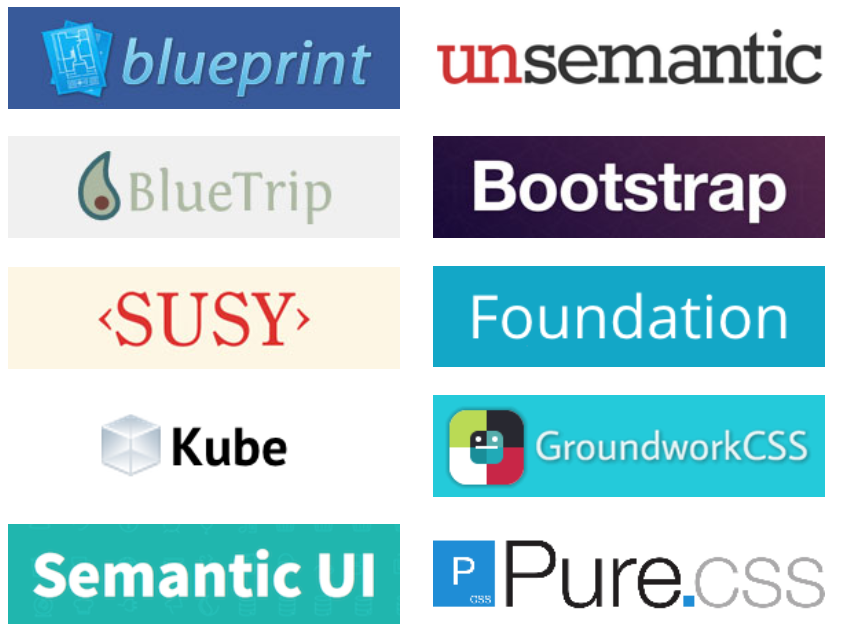 blueprint
unsemantic
BlueTrip
Bootstrap
‹SUSY›
Foundation
Kube
GroundworkCSS
Semantic UI
P
CSS
Pure.css